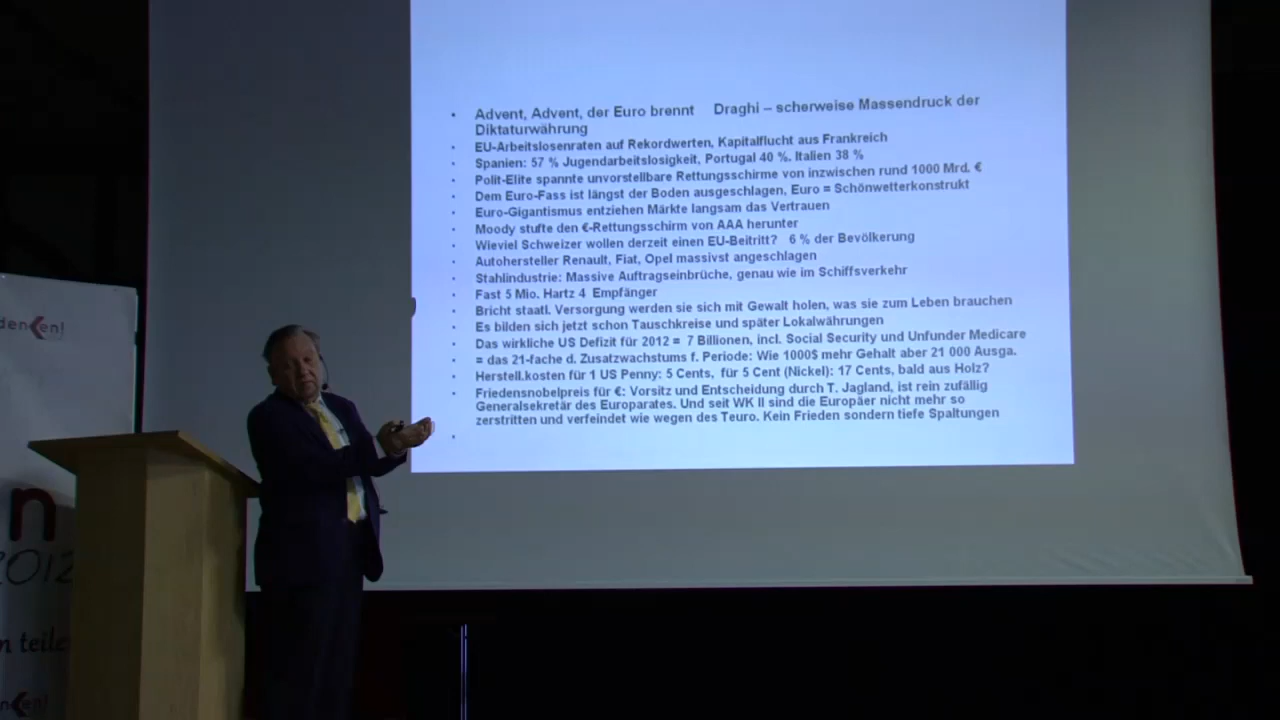 • Advent, Advent, der Euro brennt Draghi – scherweise Massendruck der
Diktaturwährung
• EU-Arbeitslosenraten auf Rekordwerten, Kapitalflucht aus Frankreich
• Spanien: 57 % Jugendarbeitslosigkeit, Portugal 40 %. Italien 38 %
• Polit-Elite spannte unvorstellbare Rettungsschirme von inzwischen rund 1000 Mrd. €
• Dem Euro-Fass ist längst der Boden ausgeschlagen, Euro = Schönwetterkonstrukt
• Euro-Gigantismus entziehen Märkte langsam das Vertrauen
• Moody stufte den €-Rettungsschirm von AAA herunter
• Wieviel Schweizer wollen derzeit einen EU-Beitritt? 6 % der Bevölkerung
• Autohersteller Renault, Fiat, Opel massivst angeschlagen
• Stahlindustrie: Massive Auftragseinbrüche, genau wie im Schiffsverkehr
• Fast 5 Mio. Hartz 4 Empfänger
• Bricht staatl. Versorgung werden sie sich mit Gewalt holen, was sie zum Leben brauchen
• Es bilden sich jetzt schon Tauschkreise und später Lokalwährungen
• Das wirkliche US Defizit für 2012 = 7 Billionen, incl. Social Security und Unfunder Medicare
• = das 21-fache d. Zusatzwachstums f. Periode: Wie 1000$ mehr Gehalt aber 21 000 Ausga.
• Herstell.kosten für 1 US Penny: 5 Cents, für 5 Cent (Nickel): 17 Cents, bald aus Holz?
• Friedensnobelpreis für €: Vorsitz und Entscheidung durch T. Jagland, ist rein zufällig
Generalsekretär des Europarates. Und seit WK II sind die Europäer nicht mehr so
zerstritten und verfeindet wie wegen des Teuro. Kein Frieden sondern tiefe Spaltungen
•
den<en!
n
2012
n teile
n<en!